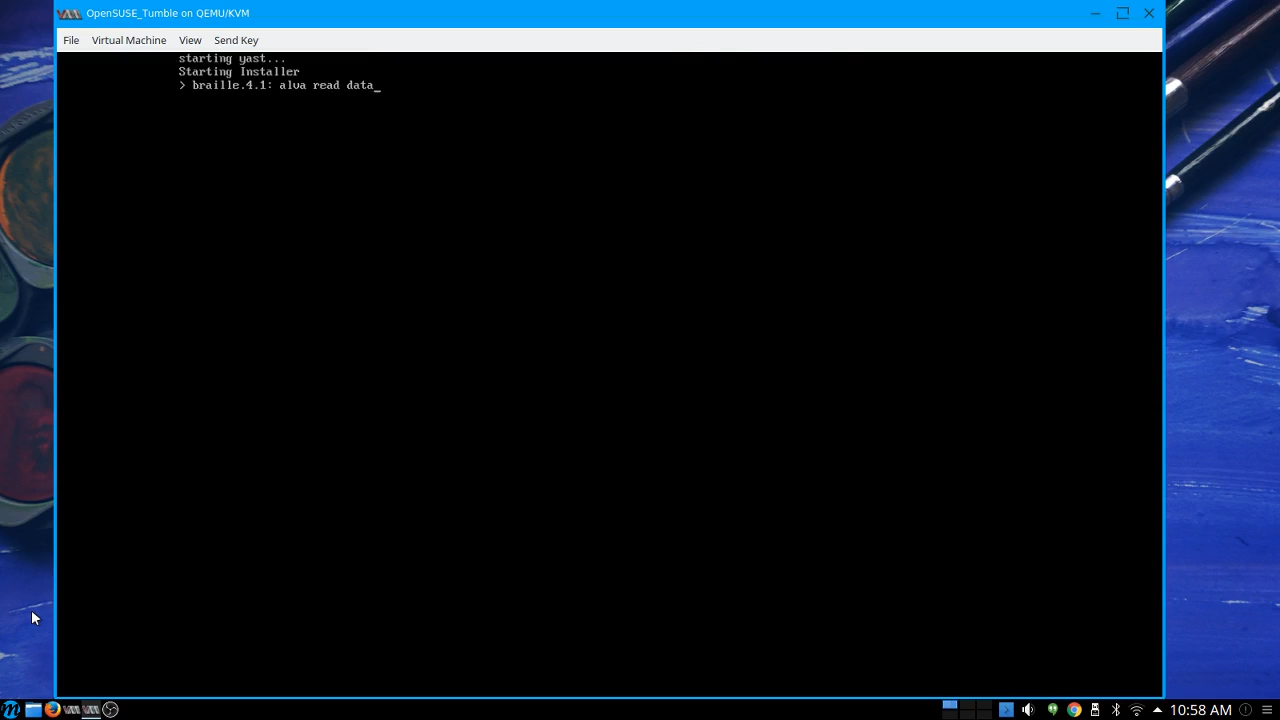 OpenSUSE_Tumble on QEMU/KVM
File Virtual Machine View Send Key
starting yast...
Starting Installer
> braille.4.1: alva read data_
10:58 AM